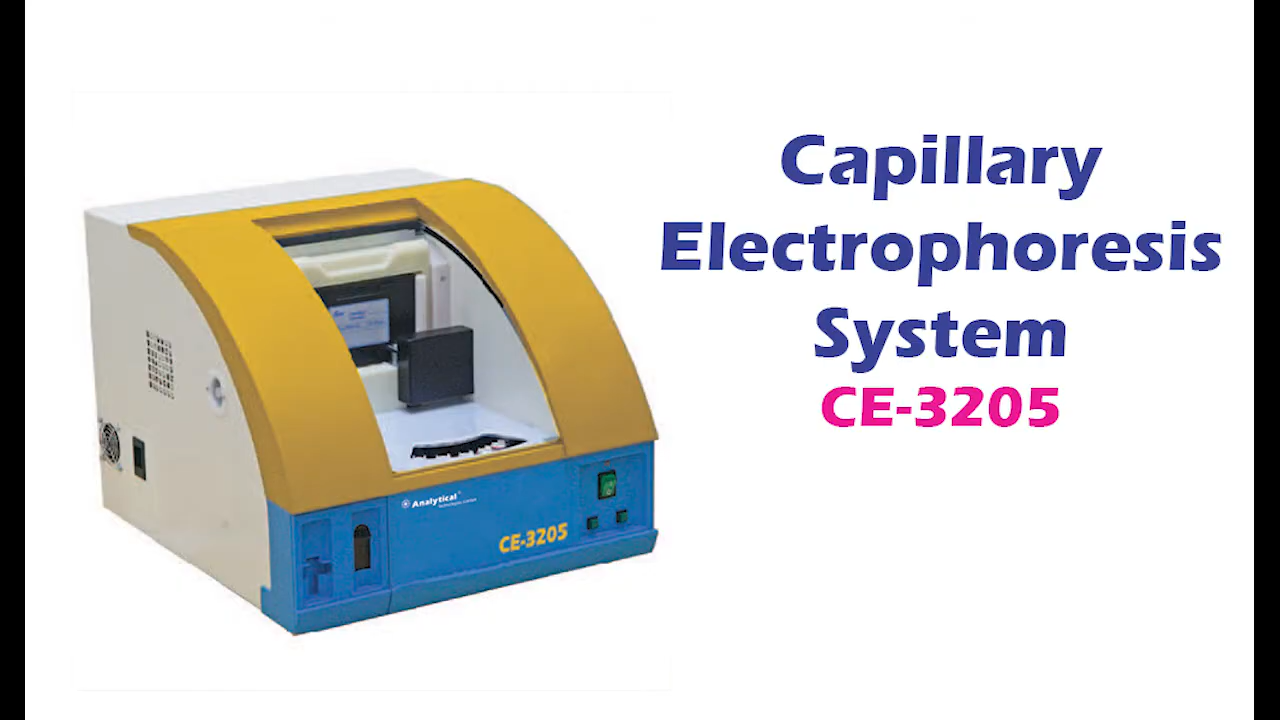 Capillary
Electrophoresis
System
CE-3205
Analytical
CE-3205